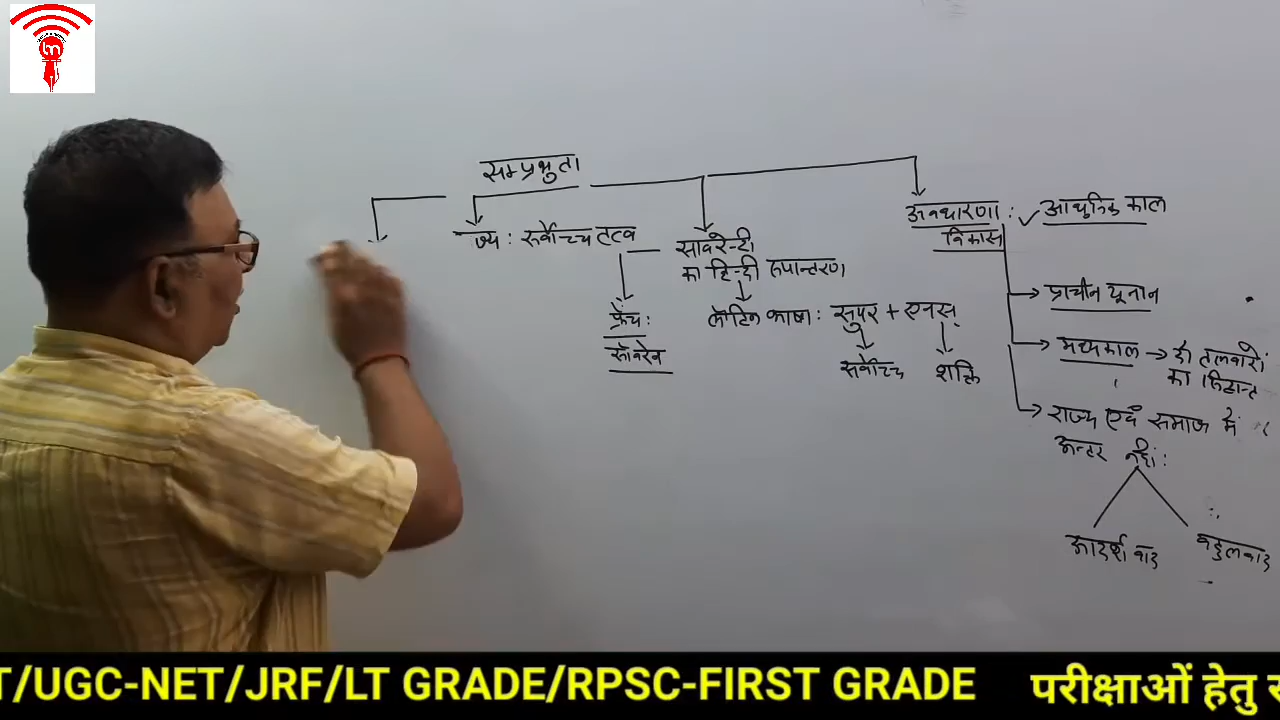 सम्प्रभुता
ज्य : सर्वोच्च तत्व
सावरेन्टी
का हिन्दी रूपान्तरण
फ्रेंच :
सॉवरेन
लैटिन भाषा : सुपर + एनस
सर्वोच्च
शक्ति
अवधारणा :
विकास
आधुनिक काल
प्राचीन यूनान
मध्यकाल → दो तलवारों
का सिद्धान्त
राज्य एवं समाज में
अन्तर नहीं :
आदर्शवाद
बहुलवाद
T/UGC-NET/JRF/LT GRADE/RPSC-FIRST GRADE परीक्षाओं हेतु